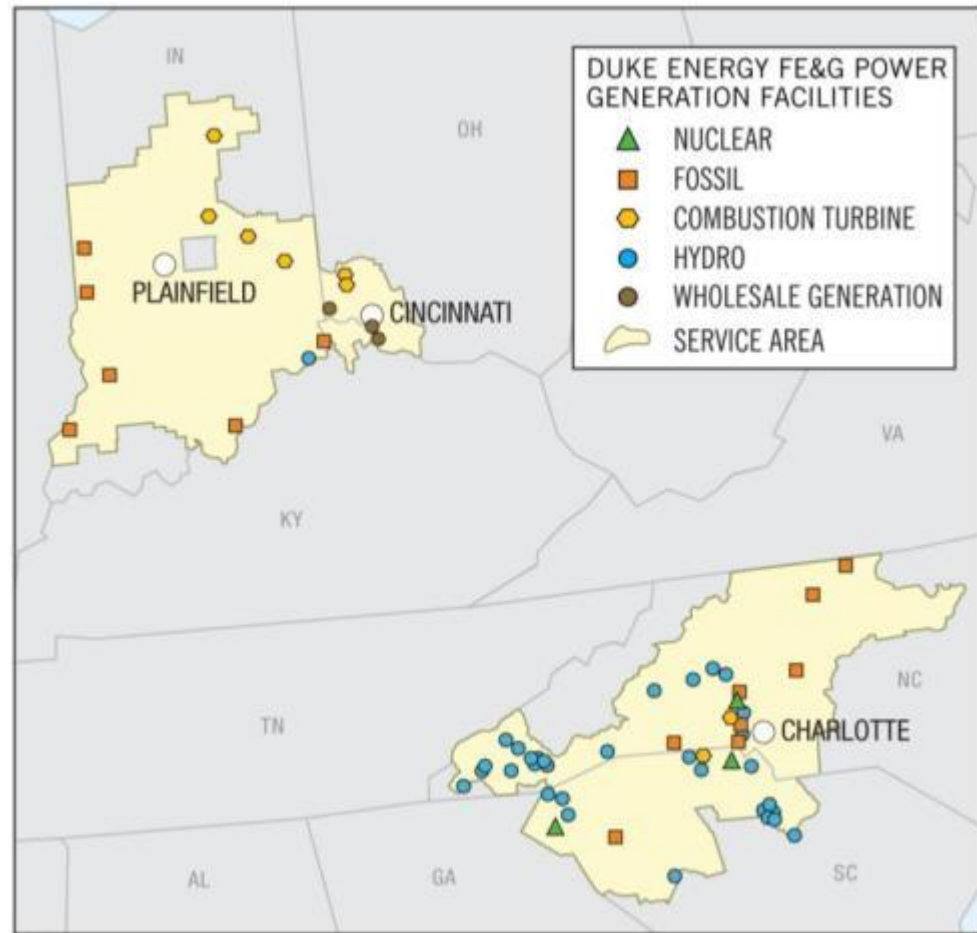 IN
OH
DUKE ENERGY FE&G POWER
GENERATION FACILITIES
NUCLEAR
FOSSIL
COMBUSTION TURBINE
HYDRO
WHOLESALE GENERATION
SERVICE AREA
PLAINFIELD
CINCINNATI
VA
KY
TN
NC
CHARLOTTE
AL
GA
SC